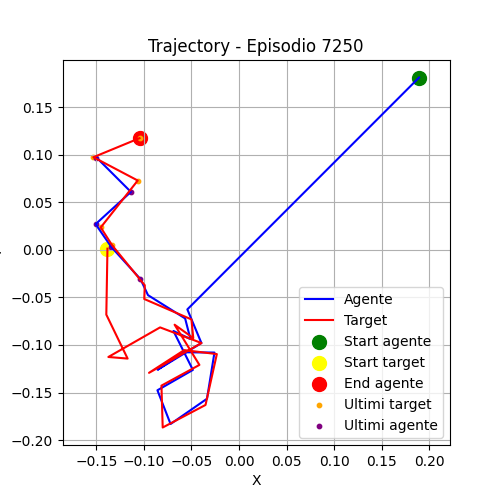 Trajectory - Episodio 7250
0.15
0.10
0.05
0.00
−0.05
−0.10
−0.15
−0.20
−0.15 −0.10 −0.05 0.00 0.05 0.10 0.15 0.20
X
Agente
Target
Start agente
Start target
End agente
Ultimi target
Ultimi agente